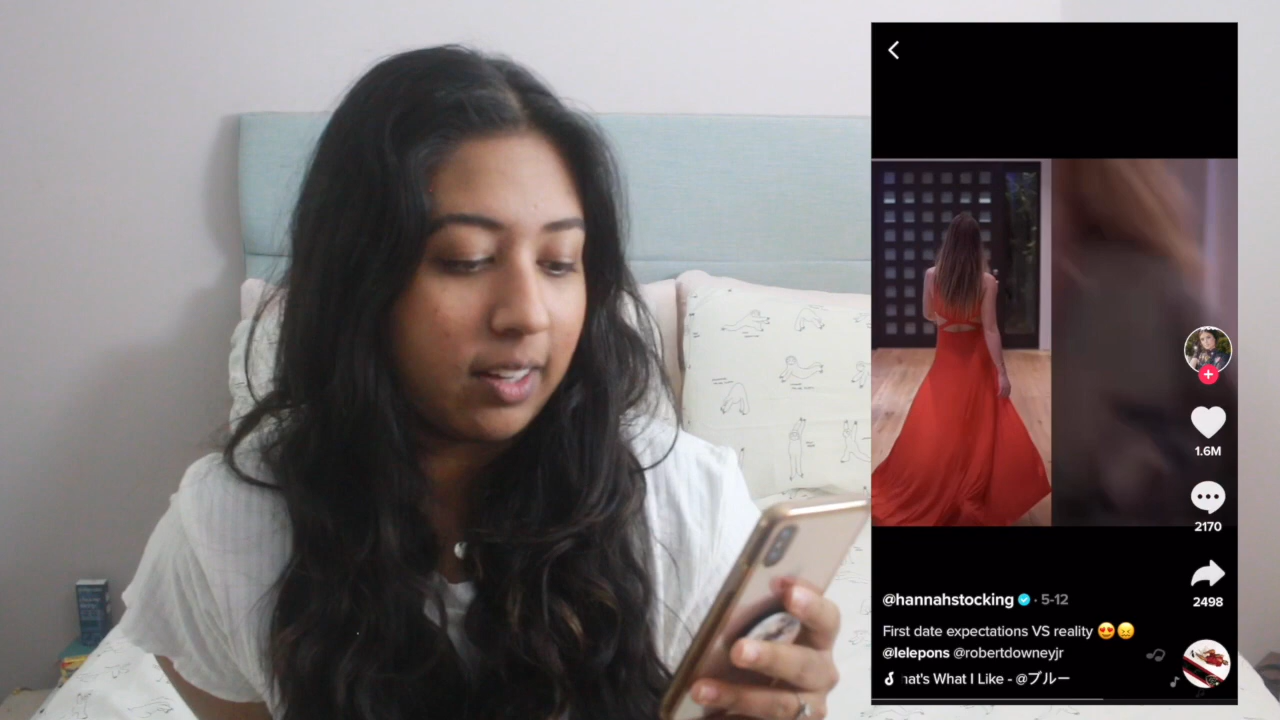 1.6M
2170
2498
@hannahstocking · 5-12
First date expectations VS reality 😍😠
@lelepons @robertdowneyjr
hat's What I Like - @ブルー